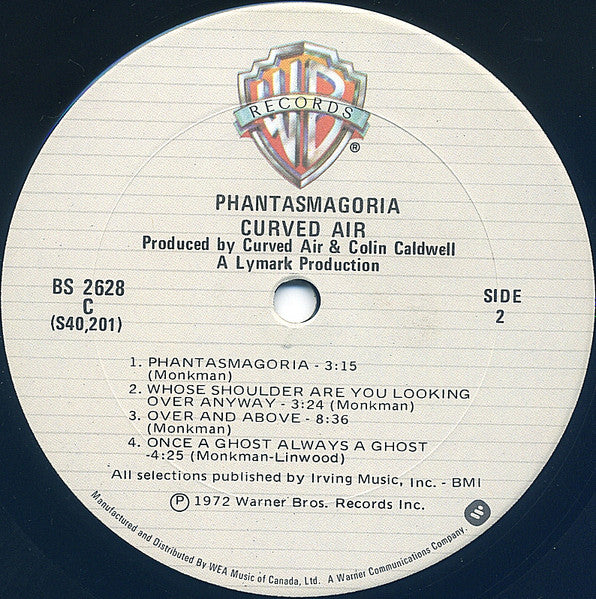 WB
RECORDS
®
PHANTASMAGORIA
CURVED AIR
Produced by Curved Air & Colin Caldwell
A Lymark Production
BS 2628
C
(S40,201)
SIDE
2
1. PHANTASMAGORIA - 3:15
(Monkman)
2. WHOSE SHOULDER ARE YOU LOOKING
OVER ANYWAY - 3:24 (Monkman)
3. OVER AND ABOVE - 8:36
(Monkman)
4. ONCE A GHOST ALWAYS A GHOST
-4:25 (Monkman-Linwood)
All selections published by Irving Music, Inc. - BMI
℗ 1972 Warner Bros. Records Inc.
Manufactured and Distributed By WEA Music of Canada, Ltd. A Warner Communications Company.